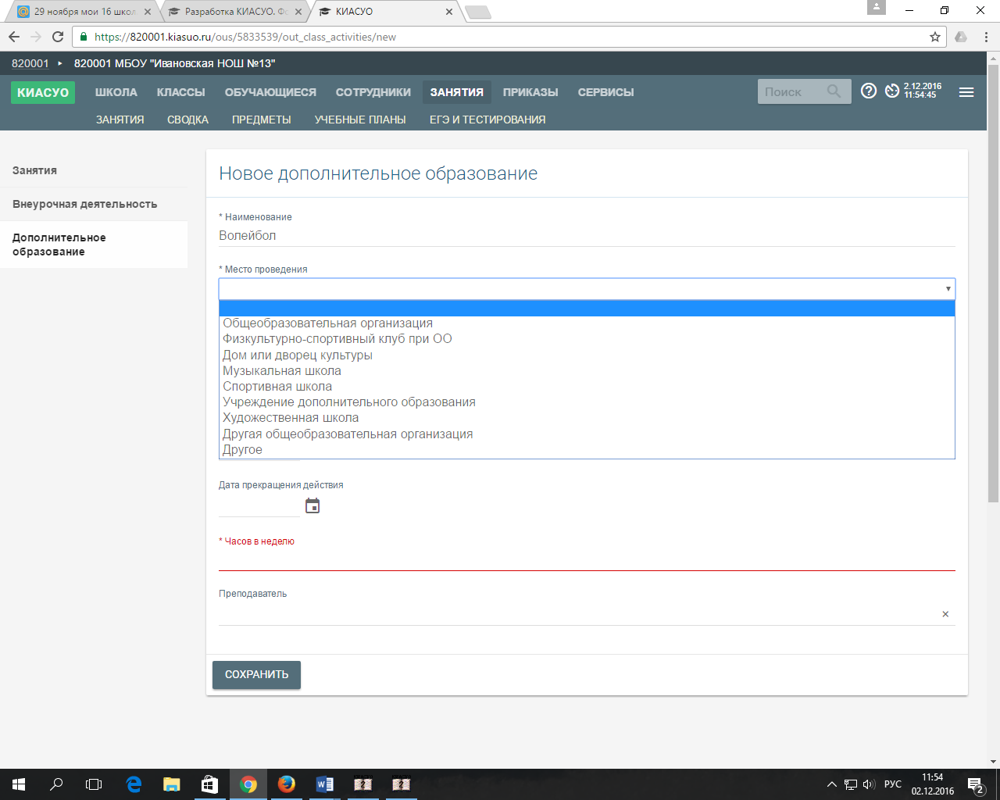 29 ноября мои 16 школ
Разработка КИАСУО. Фо
КИАСУО
https://820001.kiasuo.ru/ous/5833539/out_class_activities/new
820001 ▸ 820001 МБОУ "Ивановская НОШ №13"
КИАСУО ШКОЛА КЛАССЫ ОБУЧАЮЩИЕСЯ СОТРУДНИКИ ЗАНЯТИЯ ПРИКАЗЫ СЕРВИСЫ Поиск
2.12.2016
11:54:45
ЗАНЯТИЯ СВОДКА ПРЕДМЕТЫ УЧЕБНЫЕ ПЛАНЫ ЕГЭ И ТЕСТИРОВАНИЯ
Занятия
Внеурочная деятельность
Дополнительное
образование
Новое дополнительное образование
* Наименование
Волейбол
* Место проведения
Общеобразовательная организация
Физкультурно-спортивный клуб при ОО
Дом или дворец культуры
Музыкальная школа
Спортивная школа
Учреждение дополнительного образования
Художественная школа
Другая общеобразовательная организация
Другое
Дата прекращения действия
* Часов в неделю
Преподаватель
СОХРАНИТЬ
РУС
11:54
02.12.2016
2